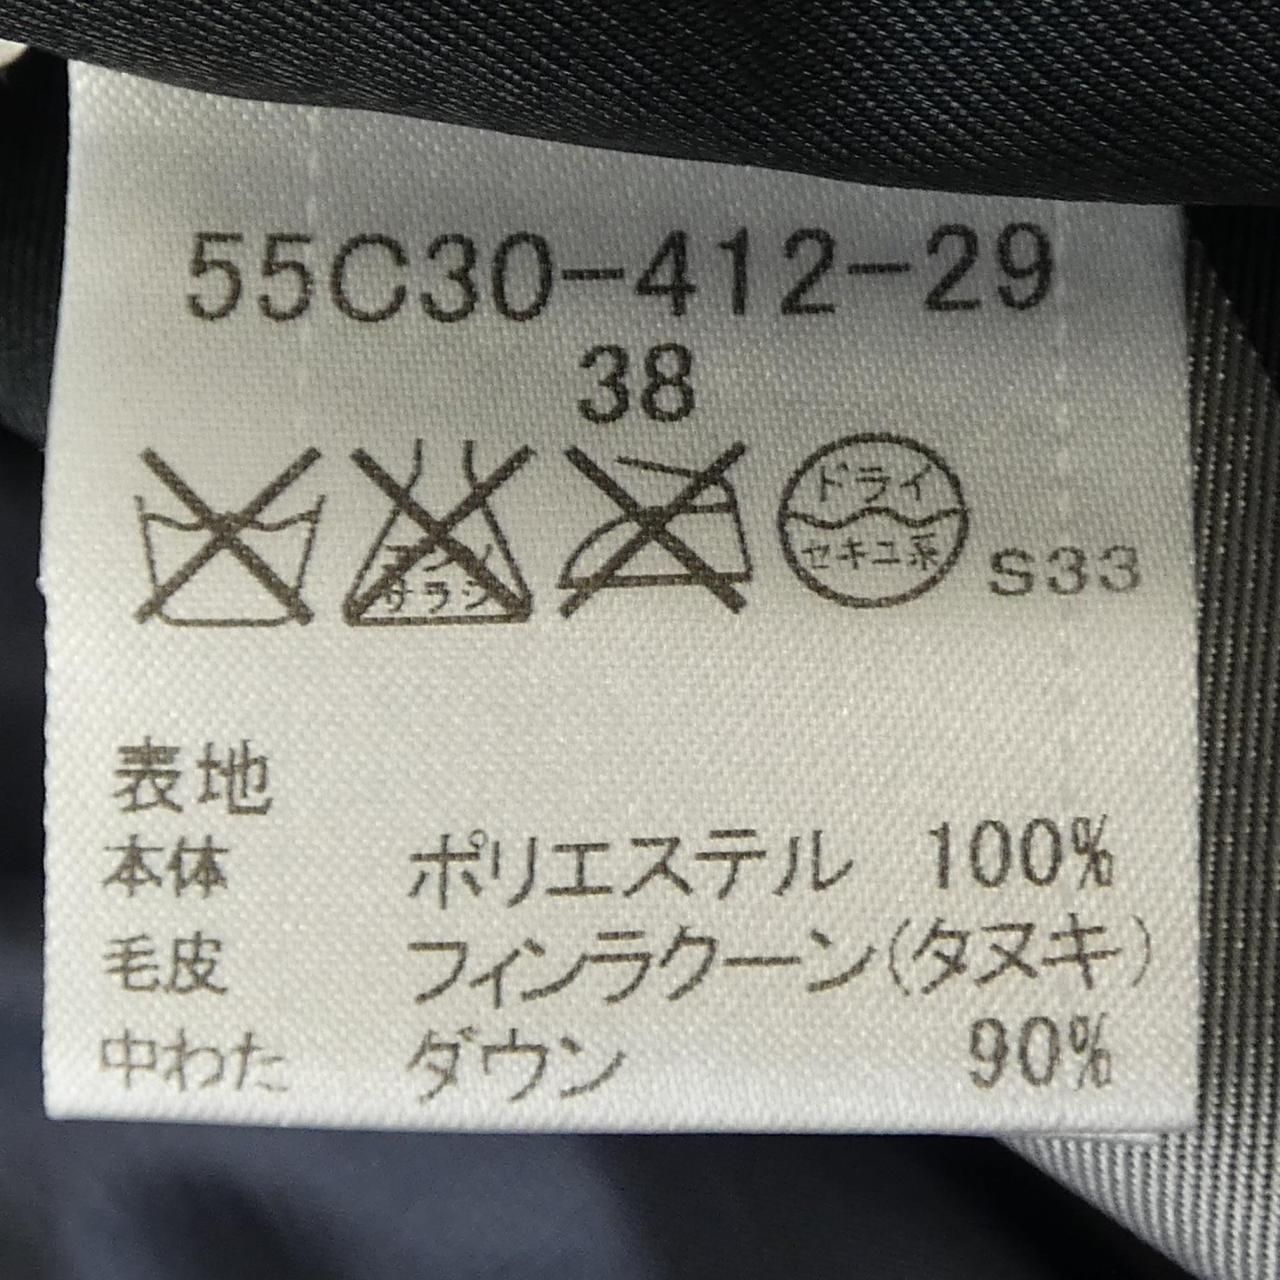 55C30-412-29
38
エンソ
サラシ
ドライ
セキユ系
S33
表地
本体 ポリエステル 100%
毛皮 フィンラクーン(タヌキ)
中わた ダウン 90%